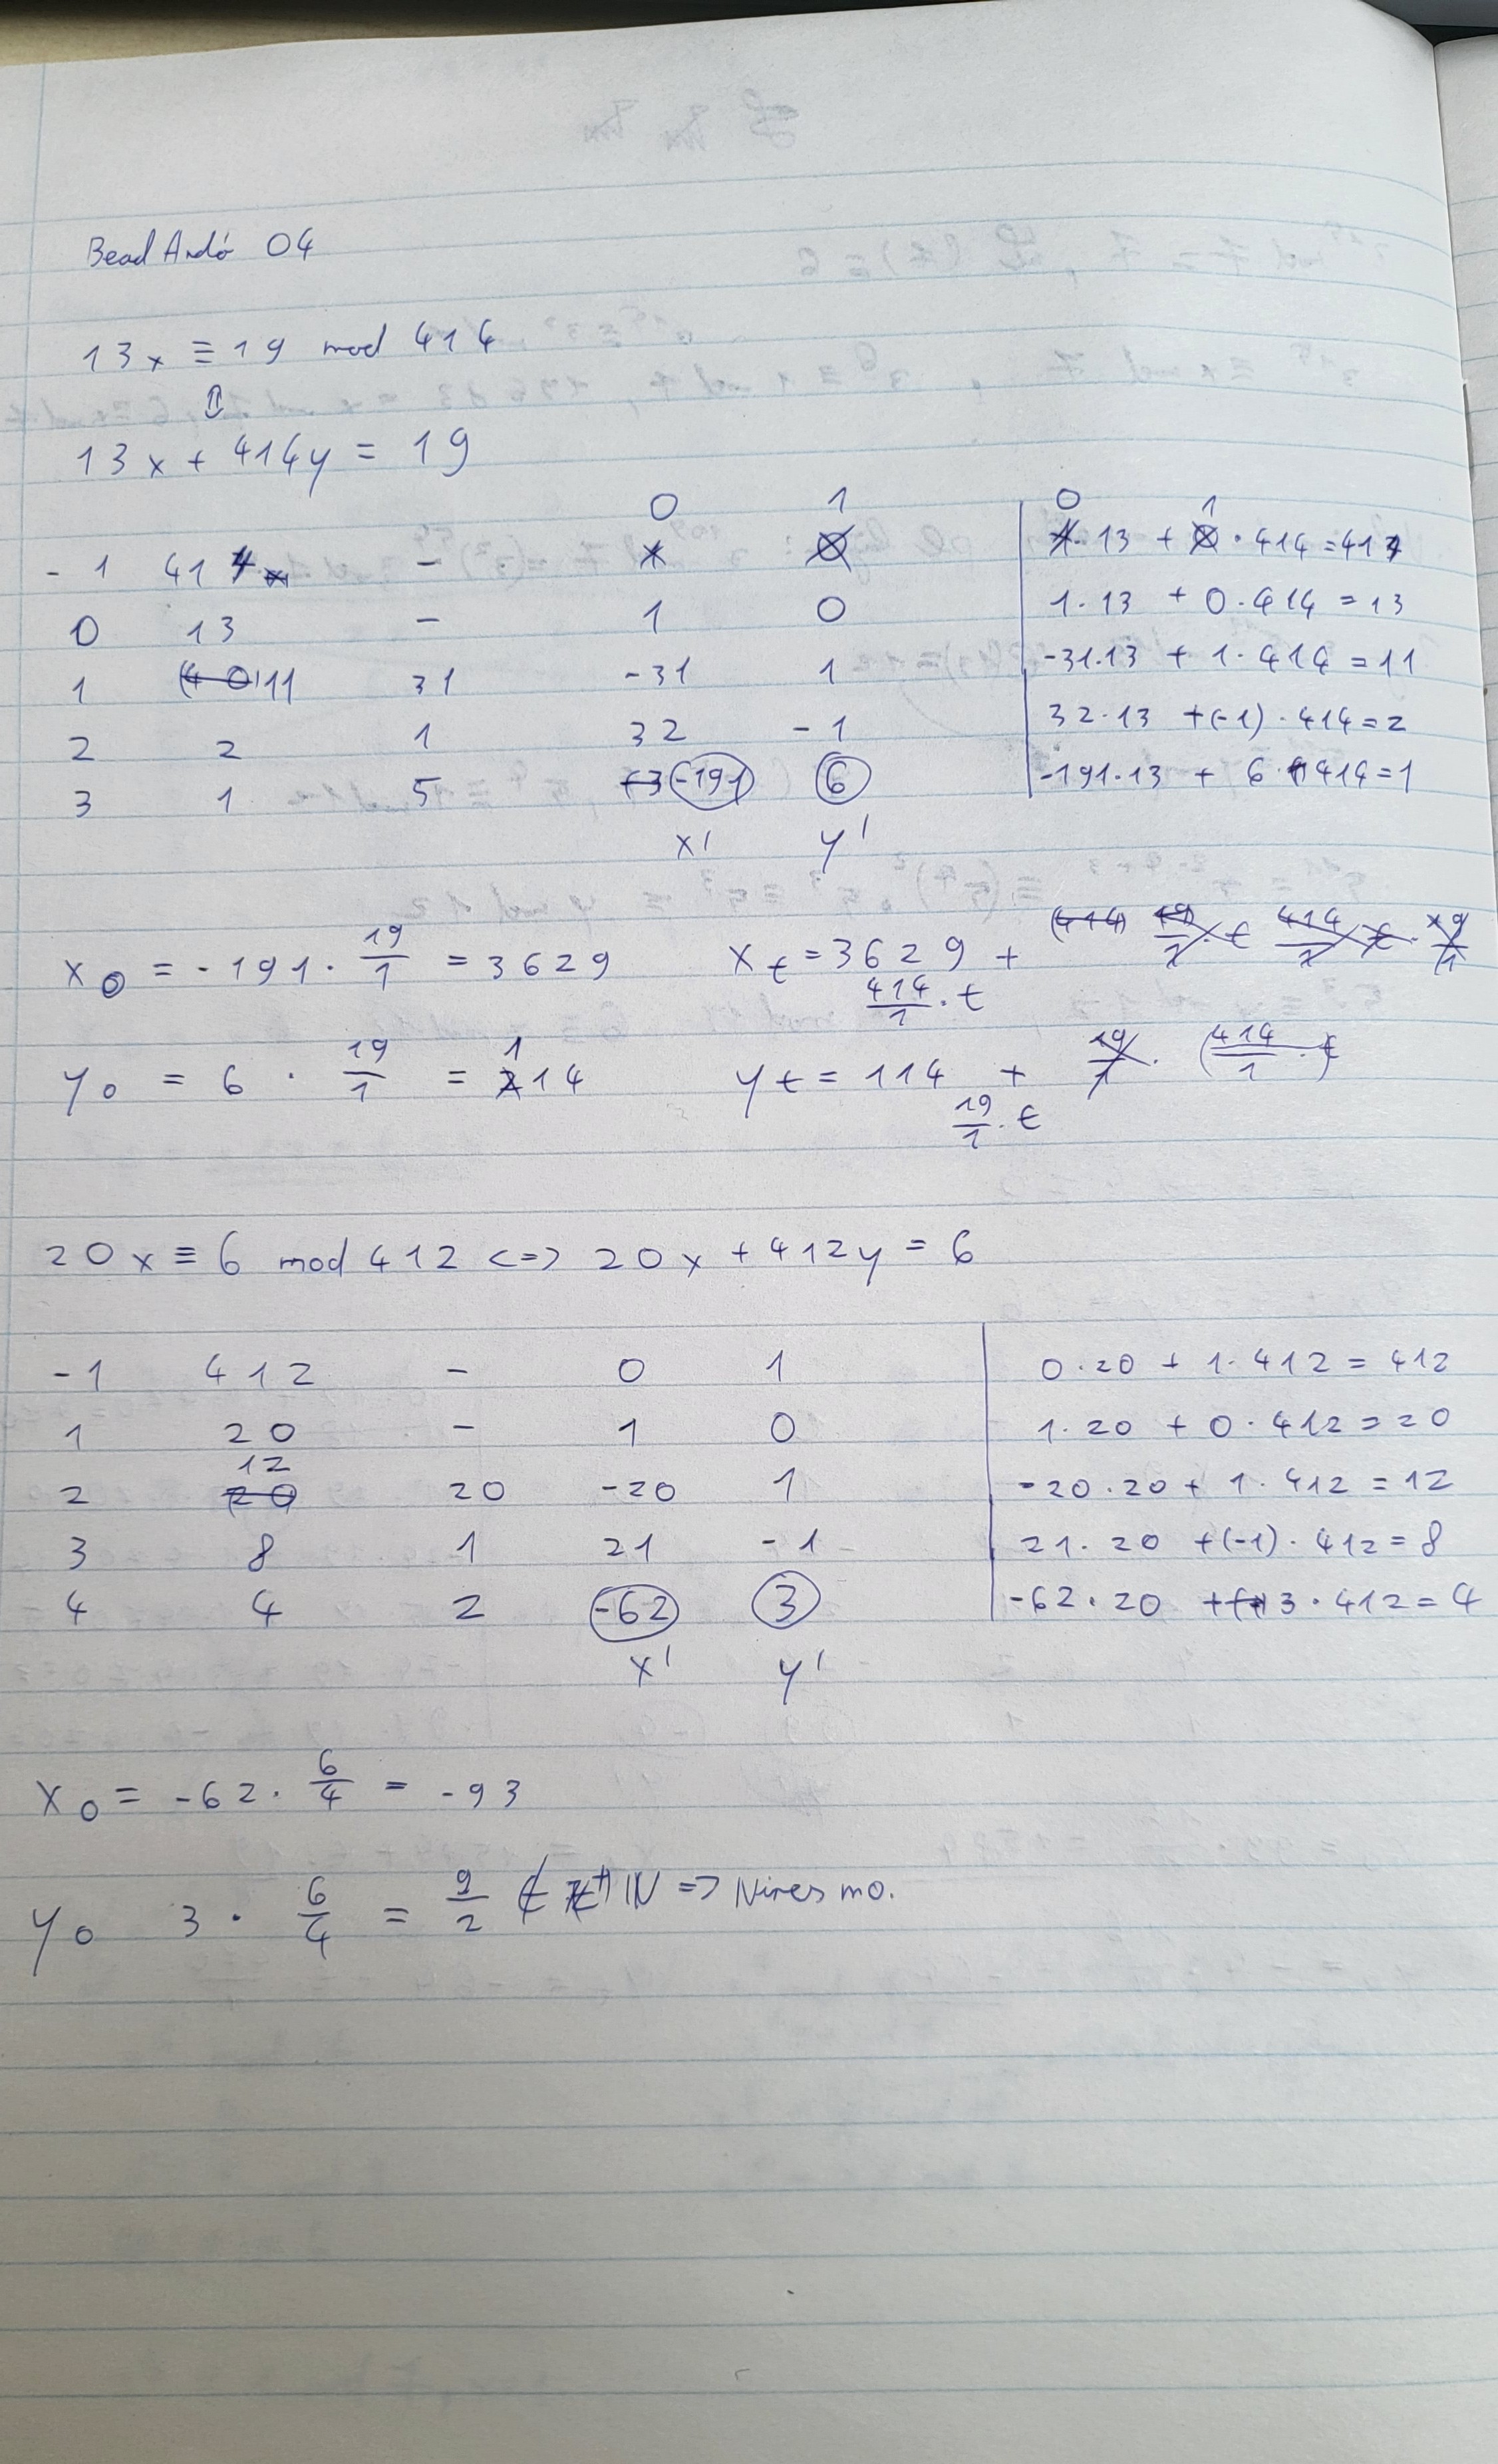 Beadandó 04
13x ≡ 19 mod 414
⇕
13x + 414y = 19
0 1 0 1
-1 414 - 1 0 1·13 + 0·414=414
0 13 - 1 0 1·13 + 0·414=13
1 11 31 -31 1 -31·13 + 1·414=11
2 2 1 32 -1 32·13 +(-1)·414=2
3 1 5 -191 6 -191·13 + 6·414=1
x' y'
x0 = -191· 19/1 = 3629 xt = 3629 + 414/1 ·t
y0 = 6 · 19/1 = 114 yt = 114 + 19/1 ·t
20x ≡ 6 mod 412 <=> 20x + 412y = 6
-1 412 - 0 1 0·20 + 1·412 = 412
1 20 - 1 0 1·20 + 0·412=20
2 12 20 -20 1 -20·20 + 1·412 = 12
3 8 1 21 -1 21·20 +(-1)·412=8
4 4 2 -62 3 -62·20 + 3·412=4
x' y'
x0 = -62· 6/4 = -93
y0 3 · 6/4 = 9/2 ∉ ℕ => Nincs mo.